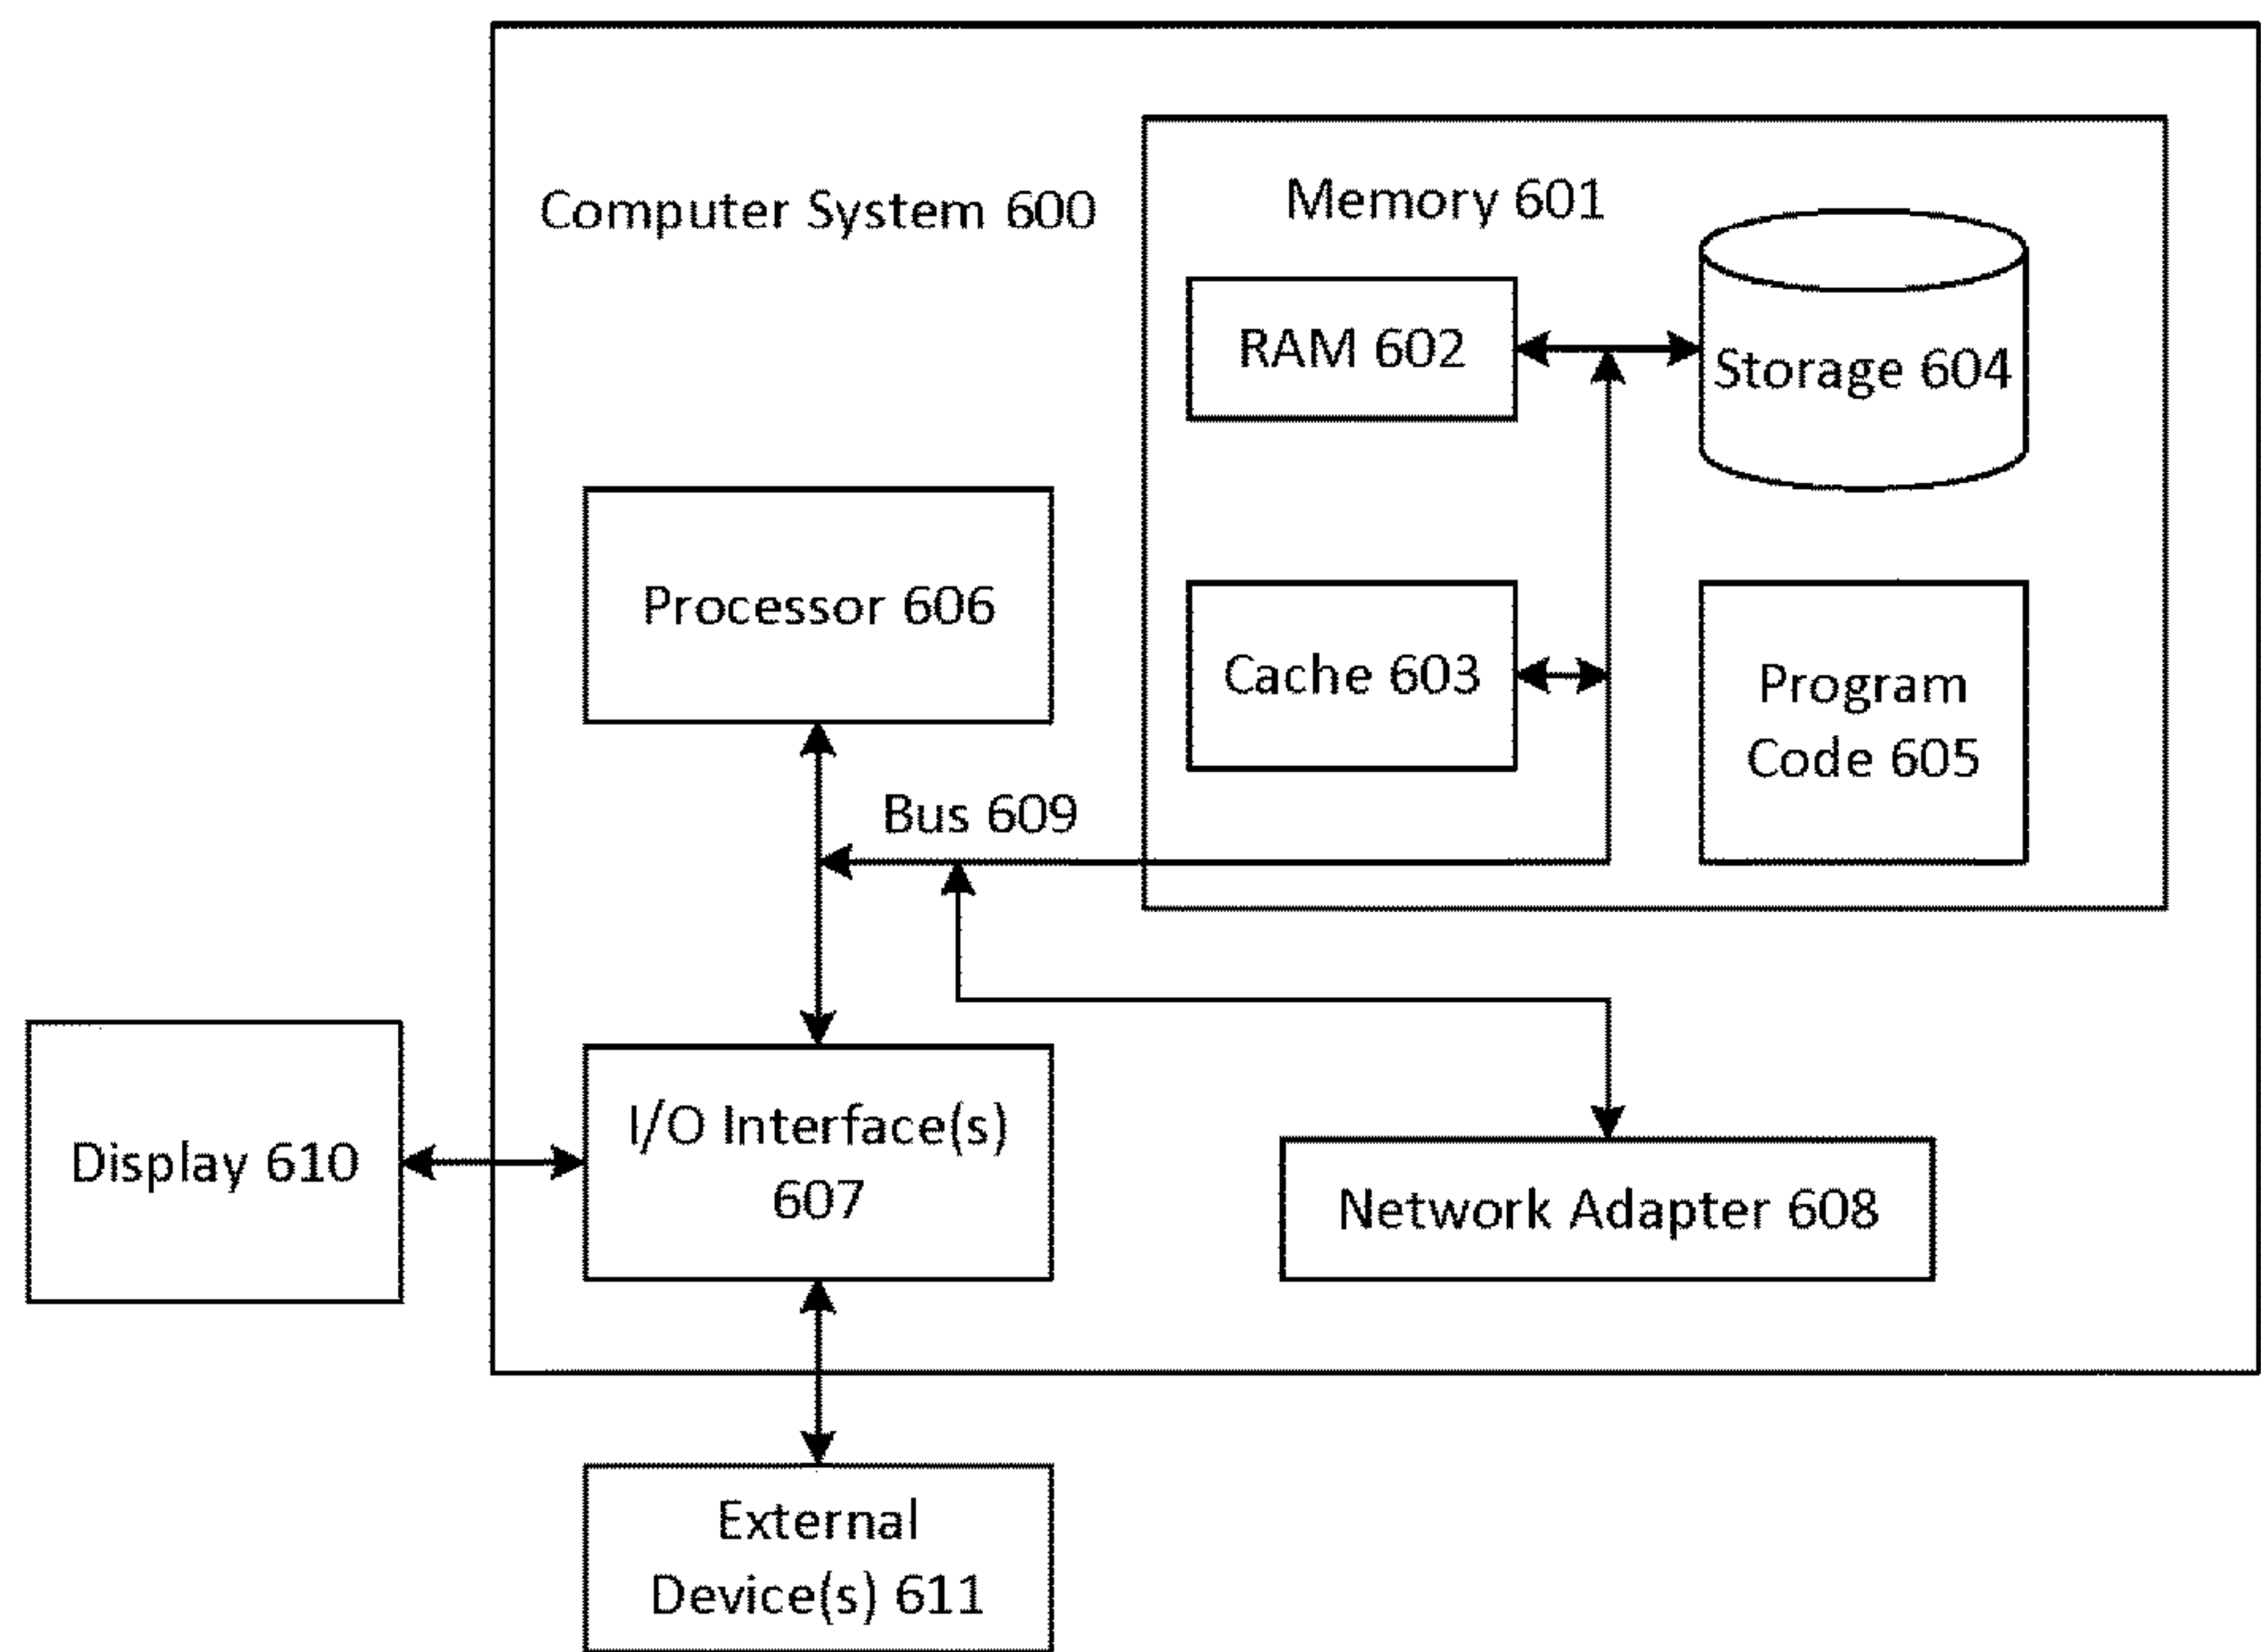 Computer System 600
Memory 601
RAM 602
Storage 604
Processor 606
Cache 603
Program
Code 605
Bus 609
Display 610
I/O Interface(s)
607
Network Adapter 608
External
Device(s) 611